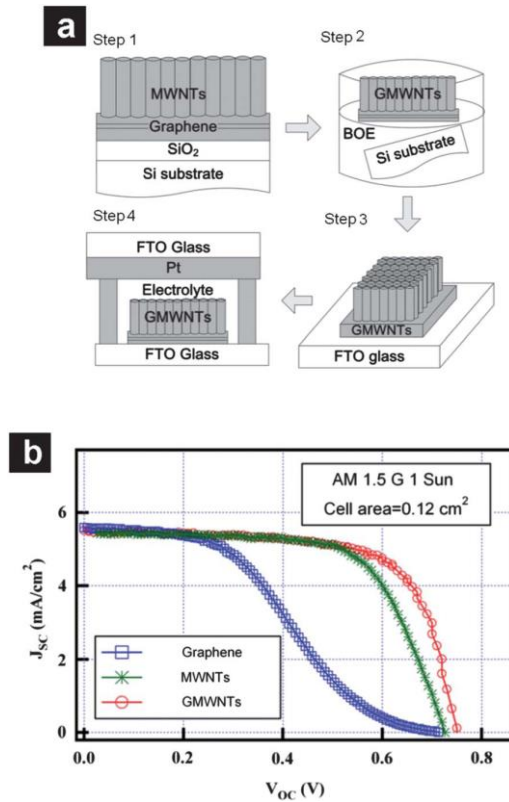 a
Step 1
MWNTs
Graphene
SiO₂
Si substrate
Step 2
GMWNTs
BOE
Si substrate
Step 4
FTO Glass
Pt
Electrolyte
GMWNTs
FTO Glass
Step 3
GMWNTs
FTO glass
b
AM 1.5 G 1 Sun
Cell area=0.12 cm²
Graphene
MWNTs
GMWNTs
J_SC (mA/cm²)
6
4
2
0
0.0 0.2 0.4 0.6 0.8
V_OC (V)